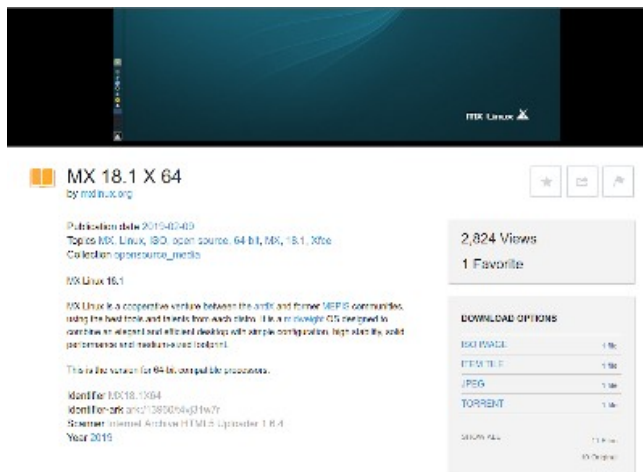 MX Linux
MX 18.1 X 64
by mxlinux.org
Publication date 2019-02-09
Topics MX, Linux, ISO, open source, 64 bit, MX, 18.1, Xfce
Collection opensource_media
2,824 Views
1 Favorite
MX Linux 18.1
MX Linux is a cooperative venture between the antiX and former MEPIS communities,
using the best tools and talents from each distro. It is a midweight OS designed to
combine an elegant and efficient desktop with simple configuration, high stability, solid
performance and medium-sized footprint.
This is the version for 64 bit compatible processors.
Identifier MX18.1X64
Identifier-ark
Scanner Internet Archive HTML5 Uploader 1.6.4
Year 2019
DOWNLOAD OPTIONS
ISO IMAGE 1 file
ITEM TILE 1 file
JPEG 1 file
TORRENT 1 file
SHOW ALL
10 Original